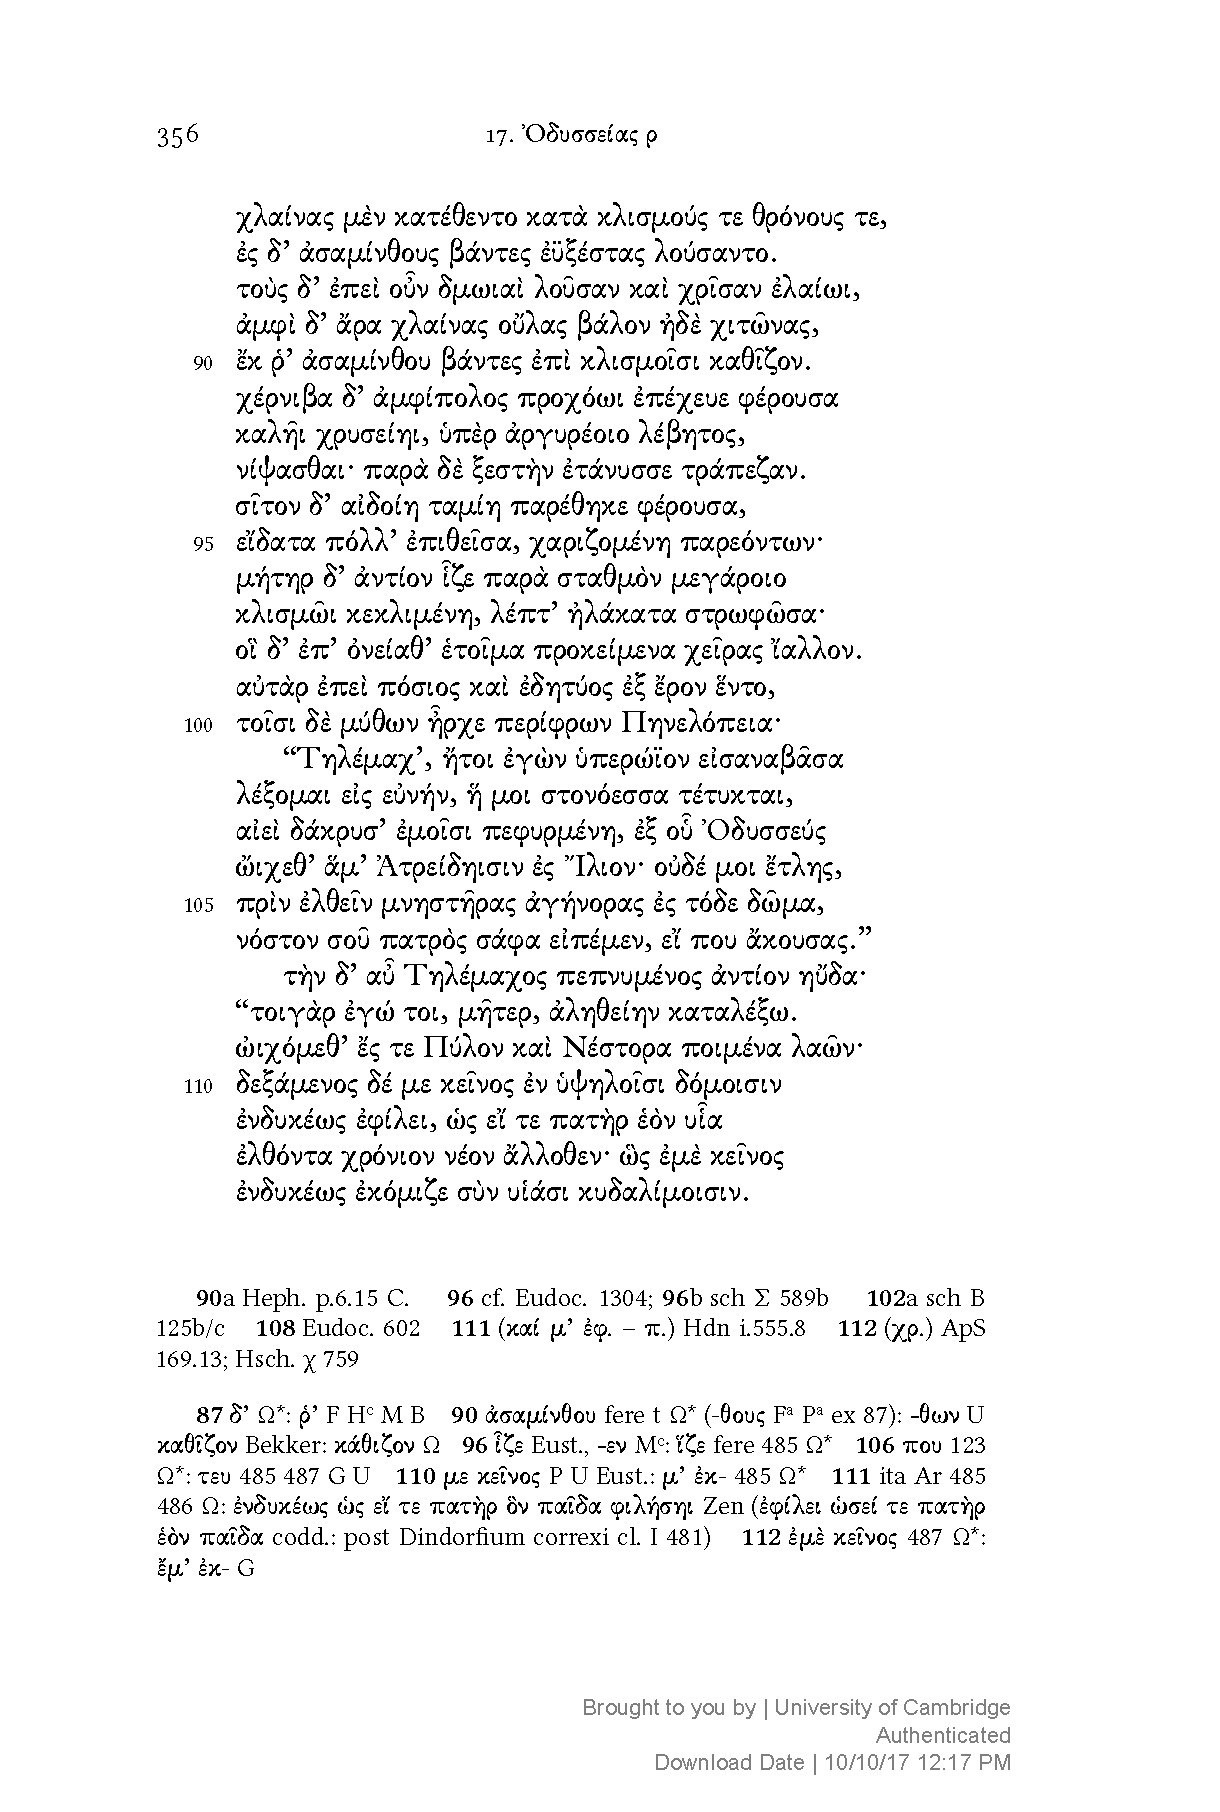 356 17. Ὀδυσσείας ρ
χλαίνας μὲν κατέθεντο κατὰ κλισμούς τε θρόνους τε,
ἐς δ’ ἀσαμίνθους βάντες ἐϋξέστας λούσαντο.
τοὺς δ’ ἐπεὶ οὖν δμωιαὶ λοῦσαν καὶ χρῖσαν ἐλαίωι,
ἀμφὶ δ’ ἄρα χλαίνας οὔλας βάλον ἠδὲ χιτῶνας,
90 ἔκ ῥ’ ἀσαμίνθου βάντες ἐπὶ κλισμοῖσι καθῖζον.
χέρνιβα δ’ ἀμφίπολος προχόωι ἐπέχευε φέρουσα
καλῆι χρυσείηι, ὑπὲρ ἀργυρέοιο λέβητος,
νίψασθαι· παρὰ δὲ ξεστὴν ἐτάνυσσε τράπεζαν.
σῖτον δ’ αἰδοίη ταμίη παρέθηκε φέρουσα,
95 εἴδατα πόλλ’ ἐπιθεῖσα, χαριζομένη παρεόντων·
μήτηρ δ’ ἀντίον ἷζε παρὰ σταθμὸν μεγάροιο
κλισμῶι κεκλιμένη, λέπτ’ ἠλάκατα στρωφῶσα·
οἳ δ’ ἐπ’ ὀνείαθ’ ἑτοῖμα προκείμενα χεῖρας ἴαλλον.
αὐτὰρ ἐπεὶ πόσιος καὶ ἐδητύος ἐξ ἔρον ἕντο,
100 τοῖσι δὲ μύθων ἦρχε περίφρων Πηνελόπεια·
“Τηλέμαχ’, ἤτοι ἐγὼν ὑπερώϊον εἰσαναβᾶσα
λέξομαι εἰς εὐνήν, ἥ μοι στονόεσσα τέτυκται,
αἰεὶ δάκρυσ’ ἐμοῖσι πεφυρμένη, ἐξ οὗ Ὀδυσσεύς
ὤιχεθ’ ἅμ’ Ἀτρείδηισιν ἐς Ἴλιον· οὐδέ μοι ἔτλης,
105 πρὶν ἐλθεῖν μνηστῆρας ἀγήνορας ἐς τόδε δῶμα,
νόστον σοῦ πατρὸς σάφα εἰπέμεν, εἴ που ἄκουσας.”
τὴν δ’ αὖ Τηλέμαχος πεπνυμένος ἀντίον ηὔδα·
“τοιγὰρ ἐγώ τοι, μῆτερ, ἀληθείην καταλέξω.
ὠιχόμεθ’ ἔς τε Πύλον καὶ Νέστορα ποιμένα λαῶν·
110 δεξάμενος δέ με κεῖνος ἐν ὑψηλοῖσι δόμοισιν
ἐνδυκέως ἐφίλει, ὡς εἴ τε πατὴρ ἑὸν υἷα
ἐλθόντα χρόνιον νέον ἄλλοθεν· ὣς ἐμὲ κεῖνος
ἐνδυκέως ἐκόμιζε σὺν υἱάσι κυδαλίμοισιν.
90a Heph. p.6.15 C. 96 cf. Eudoc. 1304; 96b sch Σ 589b 102a sch B
125b/c 108 Eudoc. 602 111 (καί μ’ ἐφ. – π.) Hdn i.555.8 112 (χρ.) ApS
169.13; Hsch. χ 759
87 δ’ Ω*: ῥ’ F Hᶜ M B 90 ἀσαμίνθου fere t Ω* (-θους Fᵃ Pᵃ ex 87): -θων U
καθῖζον Bekker: κάθιζον Ω 96 ἷζε Eust., -εν Mᶜ: ἵζε fere 485 Ω* 106 που 123
Ω*: τευ 485 487 G U 110 με κεῖνος P U Eust.: μ’ ἐκ- 485 Ω* 111 ita Ar 485
486 Ω: ἐνδυκέως ὡς εἴ τε πατὴρ ὃν παῖδα φιλήσηι Zen (ἐφίλει ὡσεί τε πατὴρ
ἑὸν παῖδα codd.: post Dindorfium correxi cl. I 481) 112 ἐμὲ κεῖνος 487 Ω*:
ἔμ’ ἐκ- G
Brought to you by | University of Cambridge
Authenticated
Download Date | 10/10/17 12:17 PM